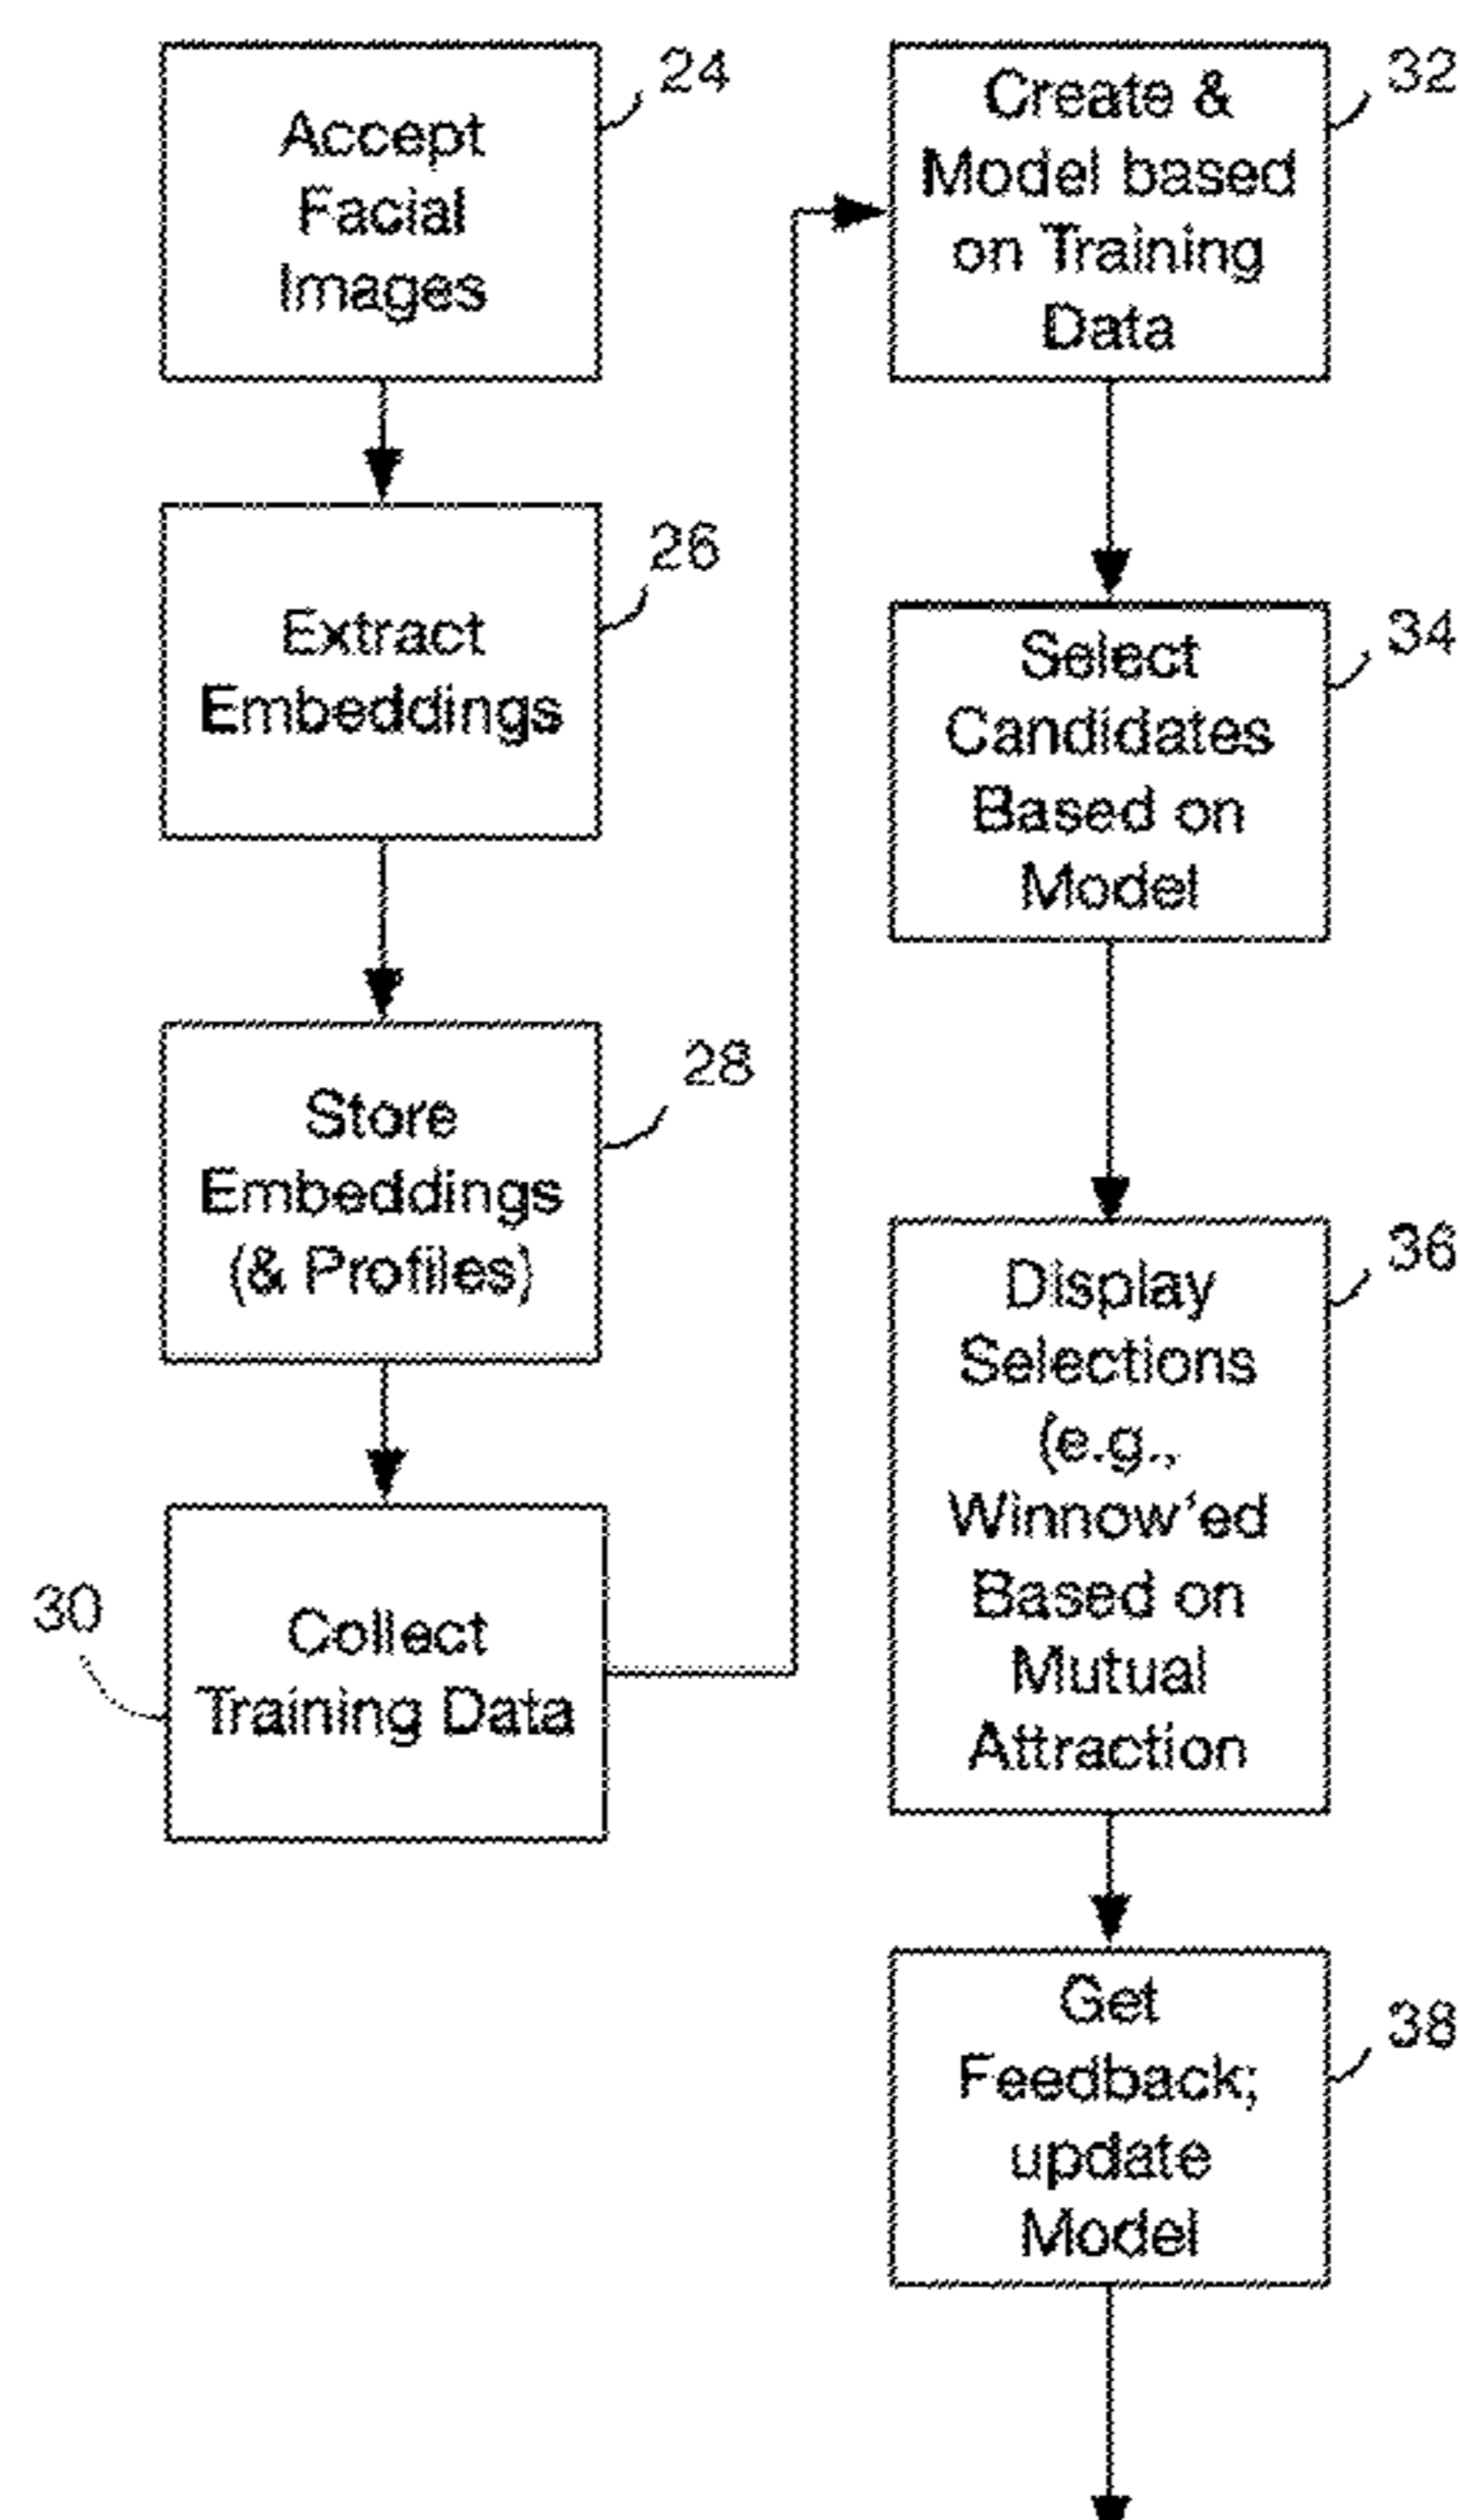 24
Accept
Facial
Images
26
Extract
Embeddings
28
Store
Embeddings
(& Profiles)
30
Collect
Training Data
32
Create &
Model based
on Training
Data
34
Select
Candidates
Based on
Model
36
Display
Selections
(e.g.,
Winnow'ed
Based on
Mutual
Attraction
38
Get
Feedback;
update
Model